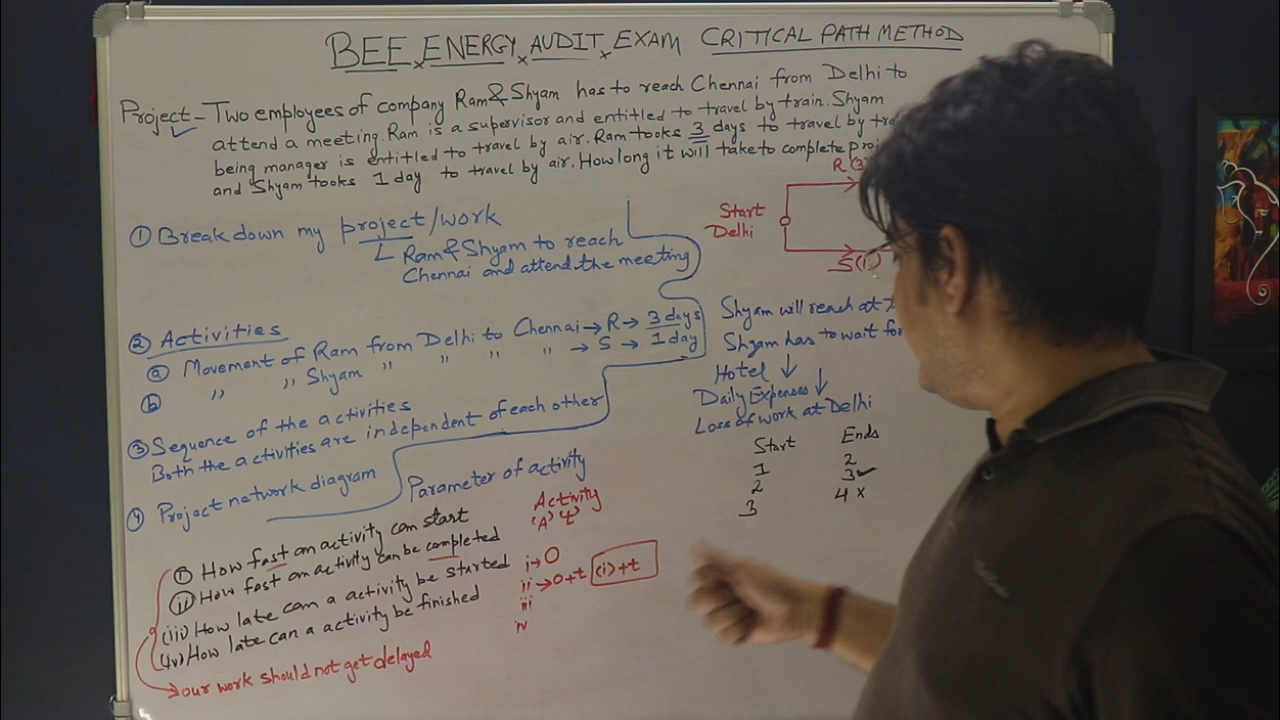 BEE × ENERGY × AUDIT × EXAM CRITICAL PATH METHOD
Project - Two employees of company Ram & Shyam has to reach Chennai from Delhi to
attend a meeting. Ram is a supervisor and entitled to travel by train. Shyam
being manager is entitled to travel by air. Ram tooks 3 days to travel by
and Shyam tooks 1 day to travel by air. How long it will take to complete
R (3
Start
Delhi
S(1)
① Break down my project/work
Ram & Shyam to reach
Chennai and attend the meeting
② Activities
ⓐ Movement of Ram from Delhi to Chennai → R → 3 days
ⓑ " " Shyam " " " " → S → 1 day
③ Sequence of the activities
Both the activities are independent of each other
④ Project network diagram
Shyam will reach at
Shyam has to wait for
Hotel ↓
Daily Expenses ↓
Loss of work at Delhi
Start Ends
1 2
2 3 ✓
3 4 ×
Parameter of activity
Activity
'A' 't'
(i) How fast an activity can start
(ii) How fast an activity can be completed
(iii) How late can a activity be started
(iv) How late can a activity be finished
i → 0
ii → 0+t (i)+t
iii
iv
→ our work should not get delayed